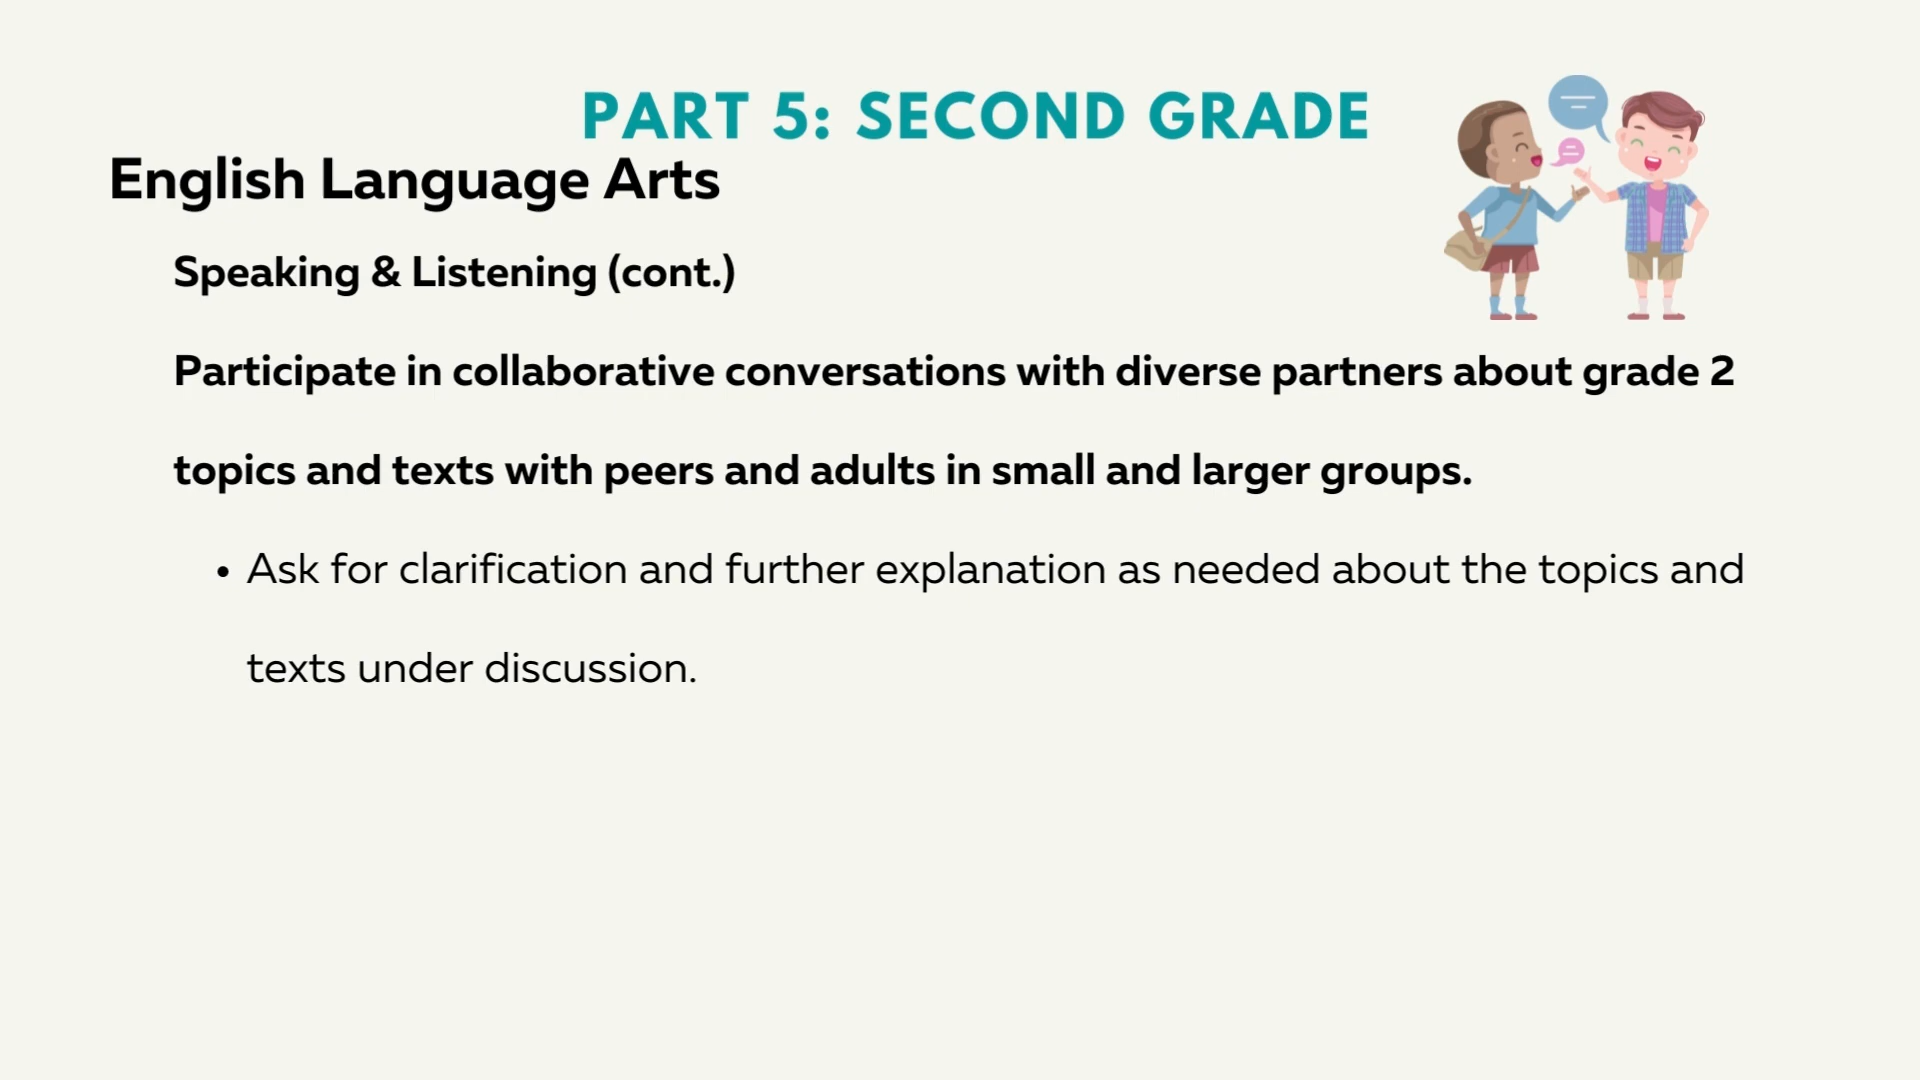 PART 5: SECOND GRADE
English Language Arts
Speaking & Listening (cont.)
Participate in collaborative conversations with diverse partners about grade 2
topics and texts with peers and adults in small and larger groups.
• Ask for clarification and further explanation as needed about the topics and
texts under discussion.